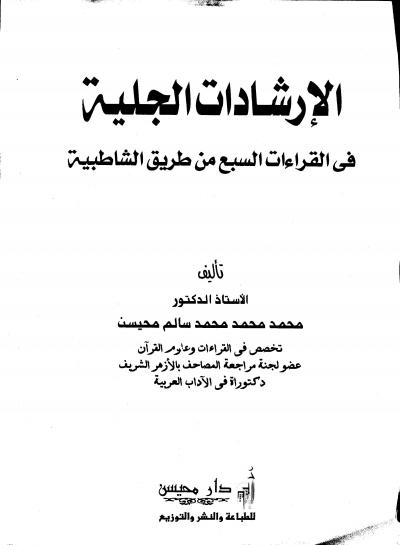 الإرشادات الجلية
فى القراءات السبع من طريق الشاطبية
تأليف
الأستاذ الدكتور
محمد محمد محمد سالم محيسن
تخصص فى القراءات وعلوم القرآن
عضو لجنة مراجعة المصاحف بالأزهر الشريف
دكتوراة فى الآداب العربية
دار محيسن
للطباعة والنشر والتوزيع